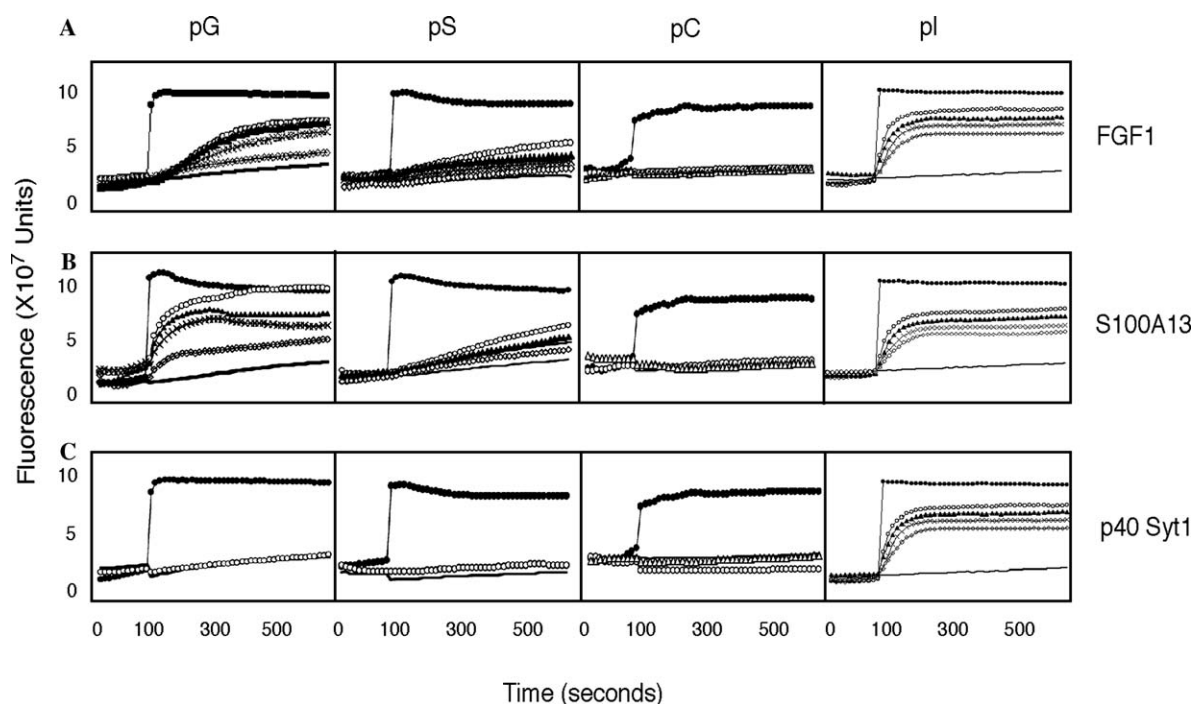 A pG pS pC pI
10
5
0
FGF1
B
10
5
0
S100A13
C
10
5
0
p40 Syt1
Fluorescence (X10⁷ Units)
0 100 300 500 0 100 300 500 0 100 300 500 0 100 300 500
Time (seconds)